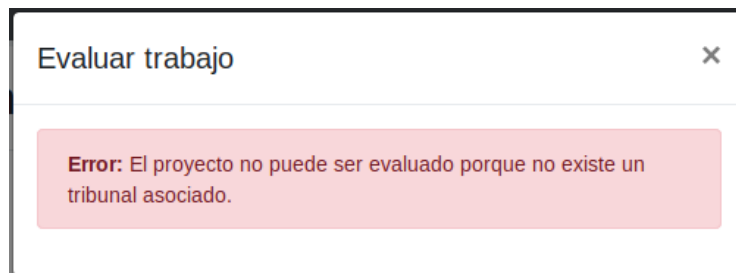 Evaluar trabajo ×
Error: El proyecto no puede ser evaluado porque no existe un
tribunal asociado.